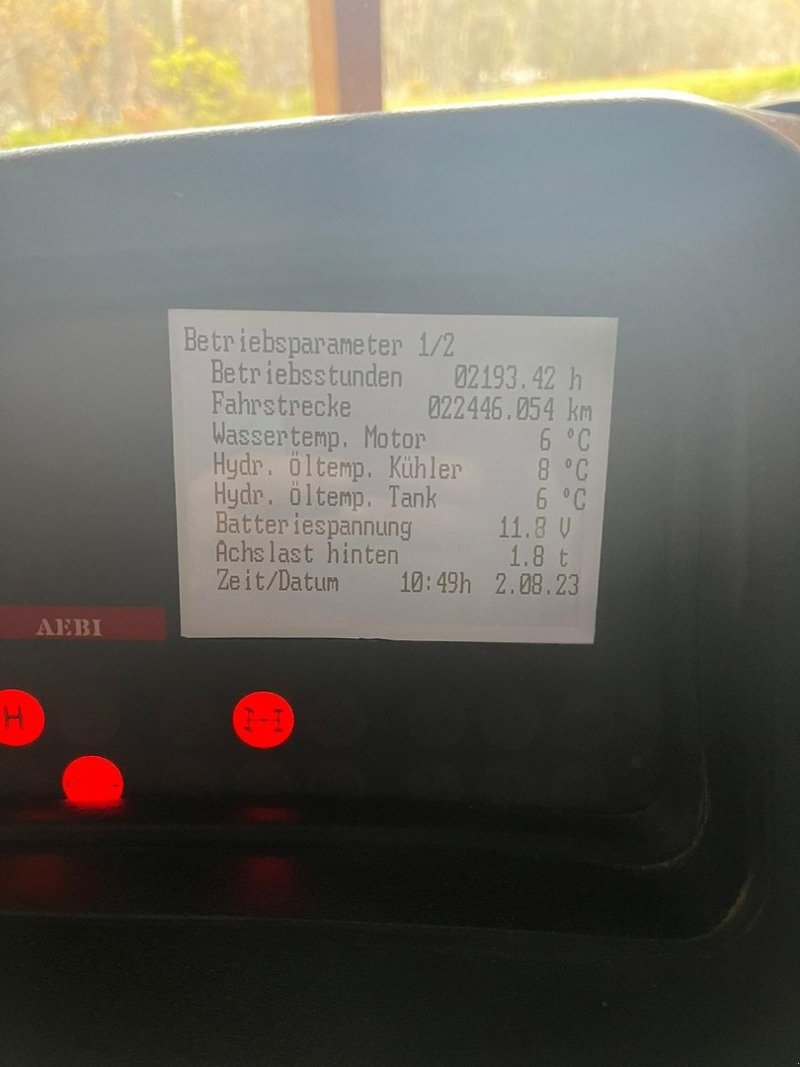 Betriebsparameter 1/2
Betriebsstunden 02193.42 h
Fahrstrecke 022446.054 km
Wassertemp. Motor 6 °C
Hydr. öltemp. Kühler 8 °C
Hydr. öltemp. Tank 6 °C
Batteriespannung 11.8 V
Achslast hinten 1.8 t
Zeit/Datum 10:49h 2.08.23
AEBI
H